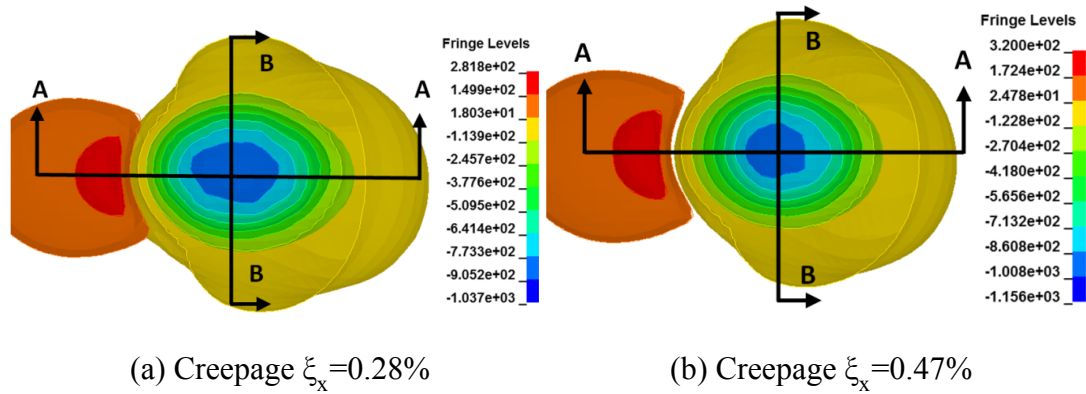 Fringe Levels
2.818e+02
1.499e+02
1.803e+01
-1.139e+02
-2.457e+02
-3.776e+02
-5.095e+02
-6.414e+02
-7.733e+02
-9.052e+02
-1.037e+03
A
A
B
B
(a) Creepage ξx=0.28%
Fringe Levels
3.200e+02
1.724e+02
2.478e+01
-1.228e+02
-2.704e+02
-4.180e+02
-5.656e+02
-7.132e+02
-8.608e+02
-1.008e+03
-1.156e+03
A
A
B
B
(b) Creepage ξx=0.47%